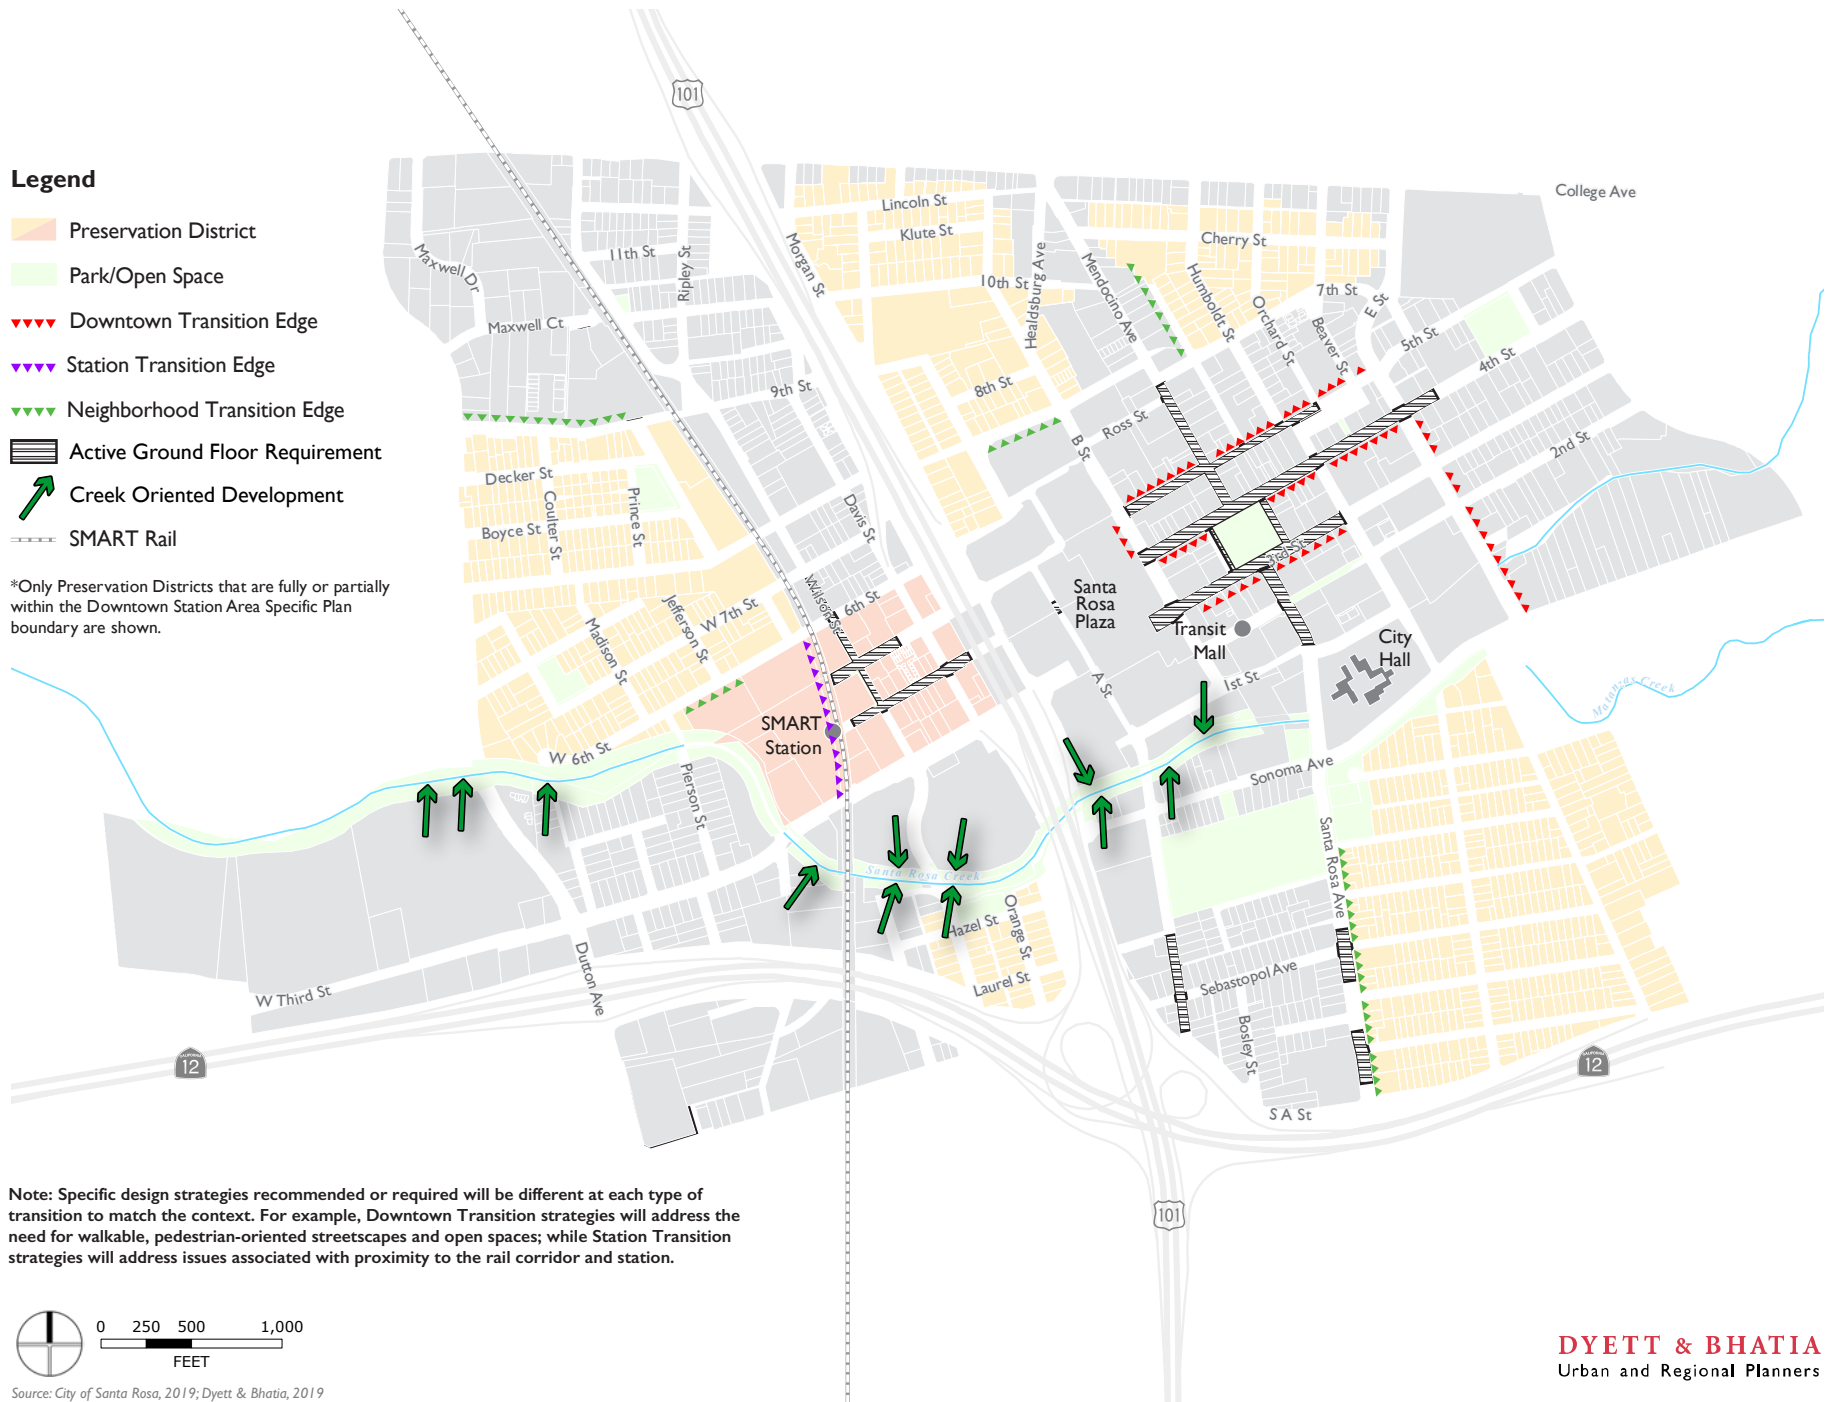 101
Legend
Preservation District
Park/Open Space
Downtown Transition Edge
Station Transition Edge
Neighborhood Transition Edge
Active Ground Floor Requirement
Creek Oriented Development
SMART Rail
*Only Preservation Districts that are fully or partially
within the Downtown Station Area Specific Plan
boundary are shown.
College Ave
Lincoln St
Klute St
Cherry St
11th St
Ripley St
Morgan St
Maxwell Dr
Maxwell Ct
10th St
Healdsburg Ave
Mendocino Ave
Humboldt St
Orchard St
7th St
Beaver St
E St
5th St
4th St
9th St
8th St
Ross St
B St
2nd St
Decker St
Coulter St
Prince St
Boyce St
Davis St
3rd St
Santa
Rosa
Plaza
Wilson St
6th St
W 7th St
Jefferson St
Madison St
Transit
Mall
City
Hall
A St
1st St
Matanzas Creek
SMART
Station
W 6th St
Pierson St
Sonoma Ave
Santa Rosa Ave
Santa Rosa Creek
Hazel St
Orange St
Laurel St
Sebastopol Ave
Bosley St
Dutton Ave
W Third St
CALIFORNIA
12
CALIFORNIA
12
S A St
101
Note: Specific design strategies recommended or required will be different at each type of
transition to match the context. For example, Downtown Transition strategies will address the
need for walkable, pedestrian-oriented streetscapes and open spaces; while Station Transition
strategies will address issues associated with proximity to the rail corridor and station.
0 250 500 1,000
FEET
Source: City of Santa Rosa, 2019; Dyett & Bhatia, 2019
DYETT & BHATIA
Urban and Regional Planners